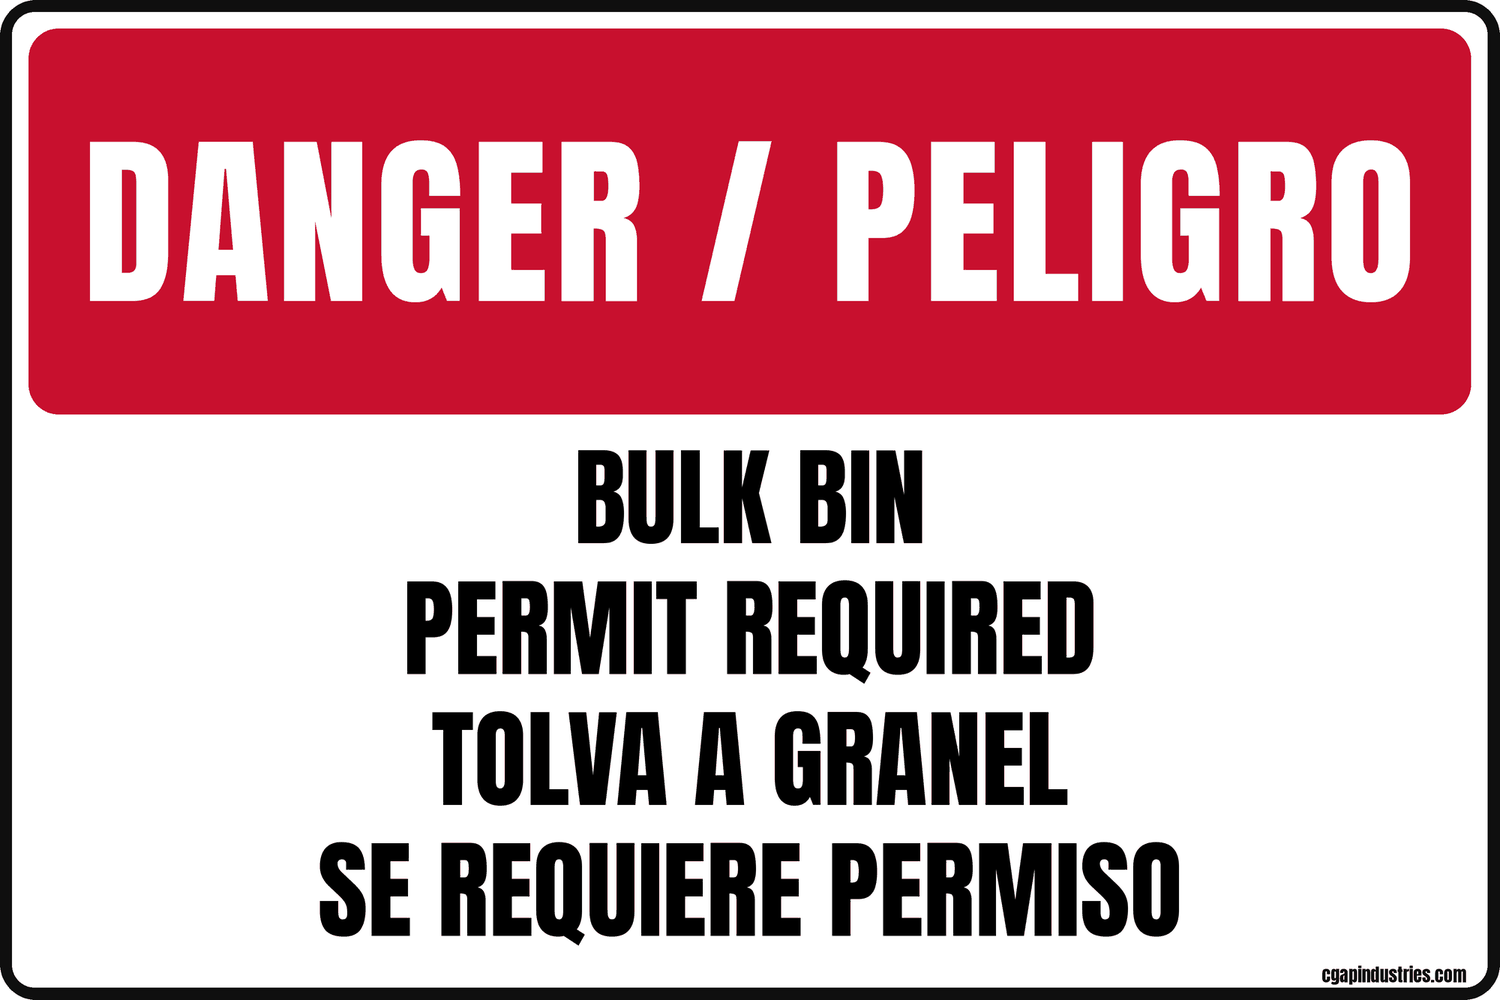 DANGER / PELIGRO
BULK BIN
PERMIT REQUIRED
TOLVA A GRANEL
SE REQUIERE PERMISO
cgapindustries.com